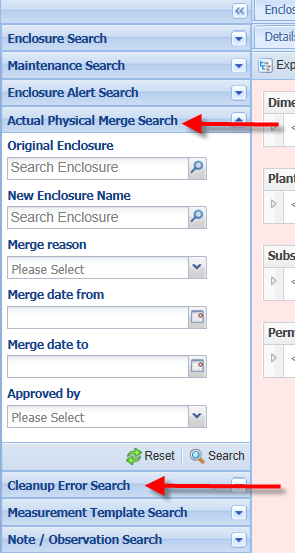 Enclos
Enclosure Search
Details
Maintenance Search
Exp
Enclosure Alert Search
Dime
Actual Physical Merge Search
Original Enclosure
Search Enclosure
Plant
New Enclosure Name
Search Enclosure
Merge reason
Subs
Please Select
Merge date from
Perm
Merge date to
Approved by
Please Select
Reset Search
Cleanup Error Search
Measurement Template Search
Note / Observation Search